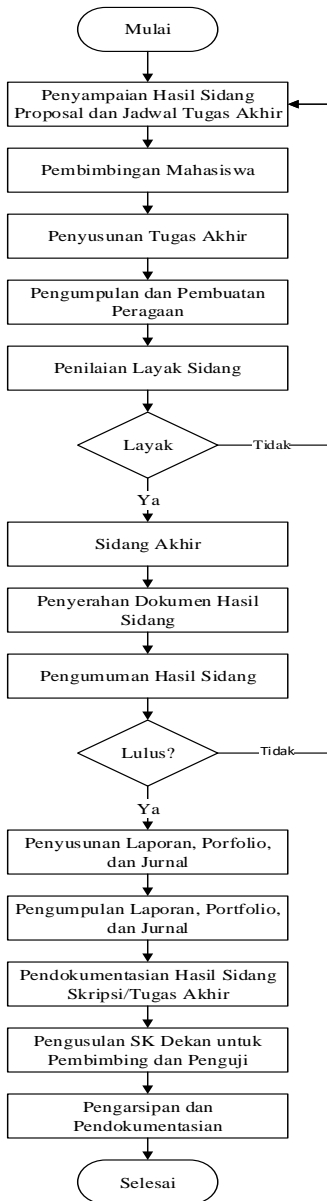 Mulai
Penyampaian Hasil Sidang
Proposal dan Jadwal Tugas Akhir
Pembimbingan Mahasiswa
Penyusunan Tugas Akhir
Pengumpulan dan Pembuatan
Peragaan
Penilaian Layak Sidang
Layak
Tidak
Ya
Sidang Akhir
Penyerahan Dokumen Hasil
Sidang
Pengumuman Hasil Sidang
Lulus?
Tidak
Ya
Penyusunan Laporan, Porfolio,
dan Jurnal
Pengumpulan Laporan, Portfolio,
dan Jurnal
Pendokumentasian Hasil Sidang
Skripsi/Tugas Akhir
Pengusulan SK Dekan untuk
Pembimbing dan Penguji
Pengarsipan dan
Pendokumentasian
Selesai